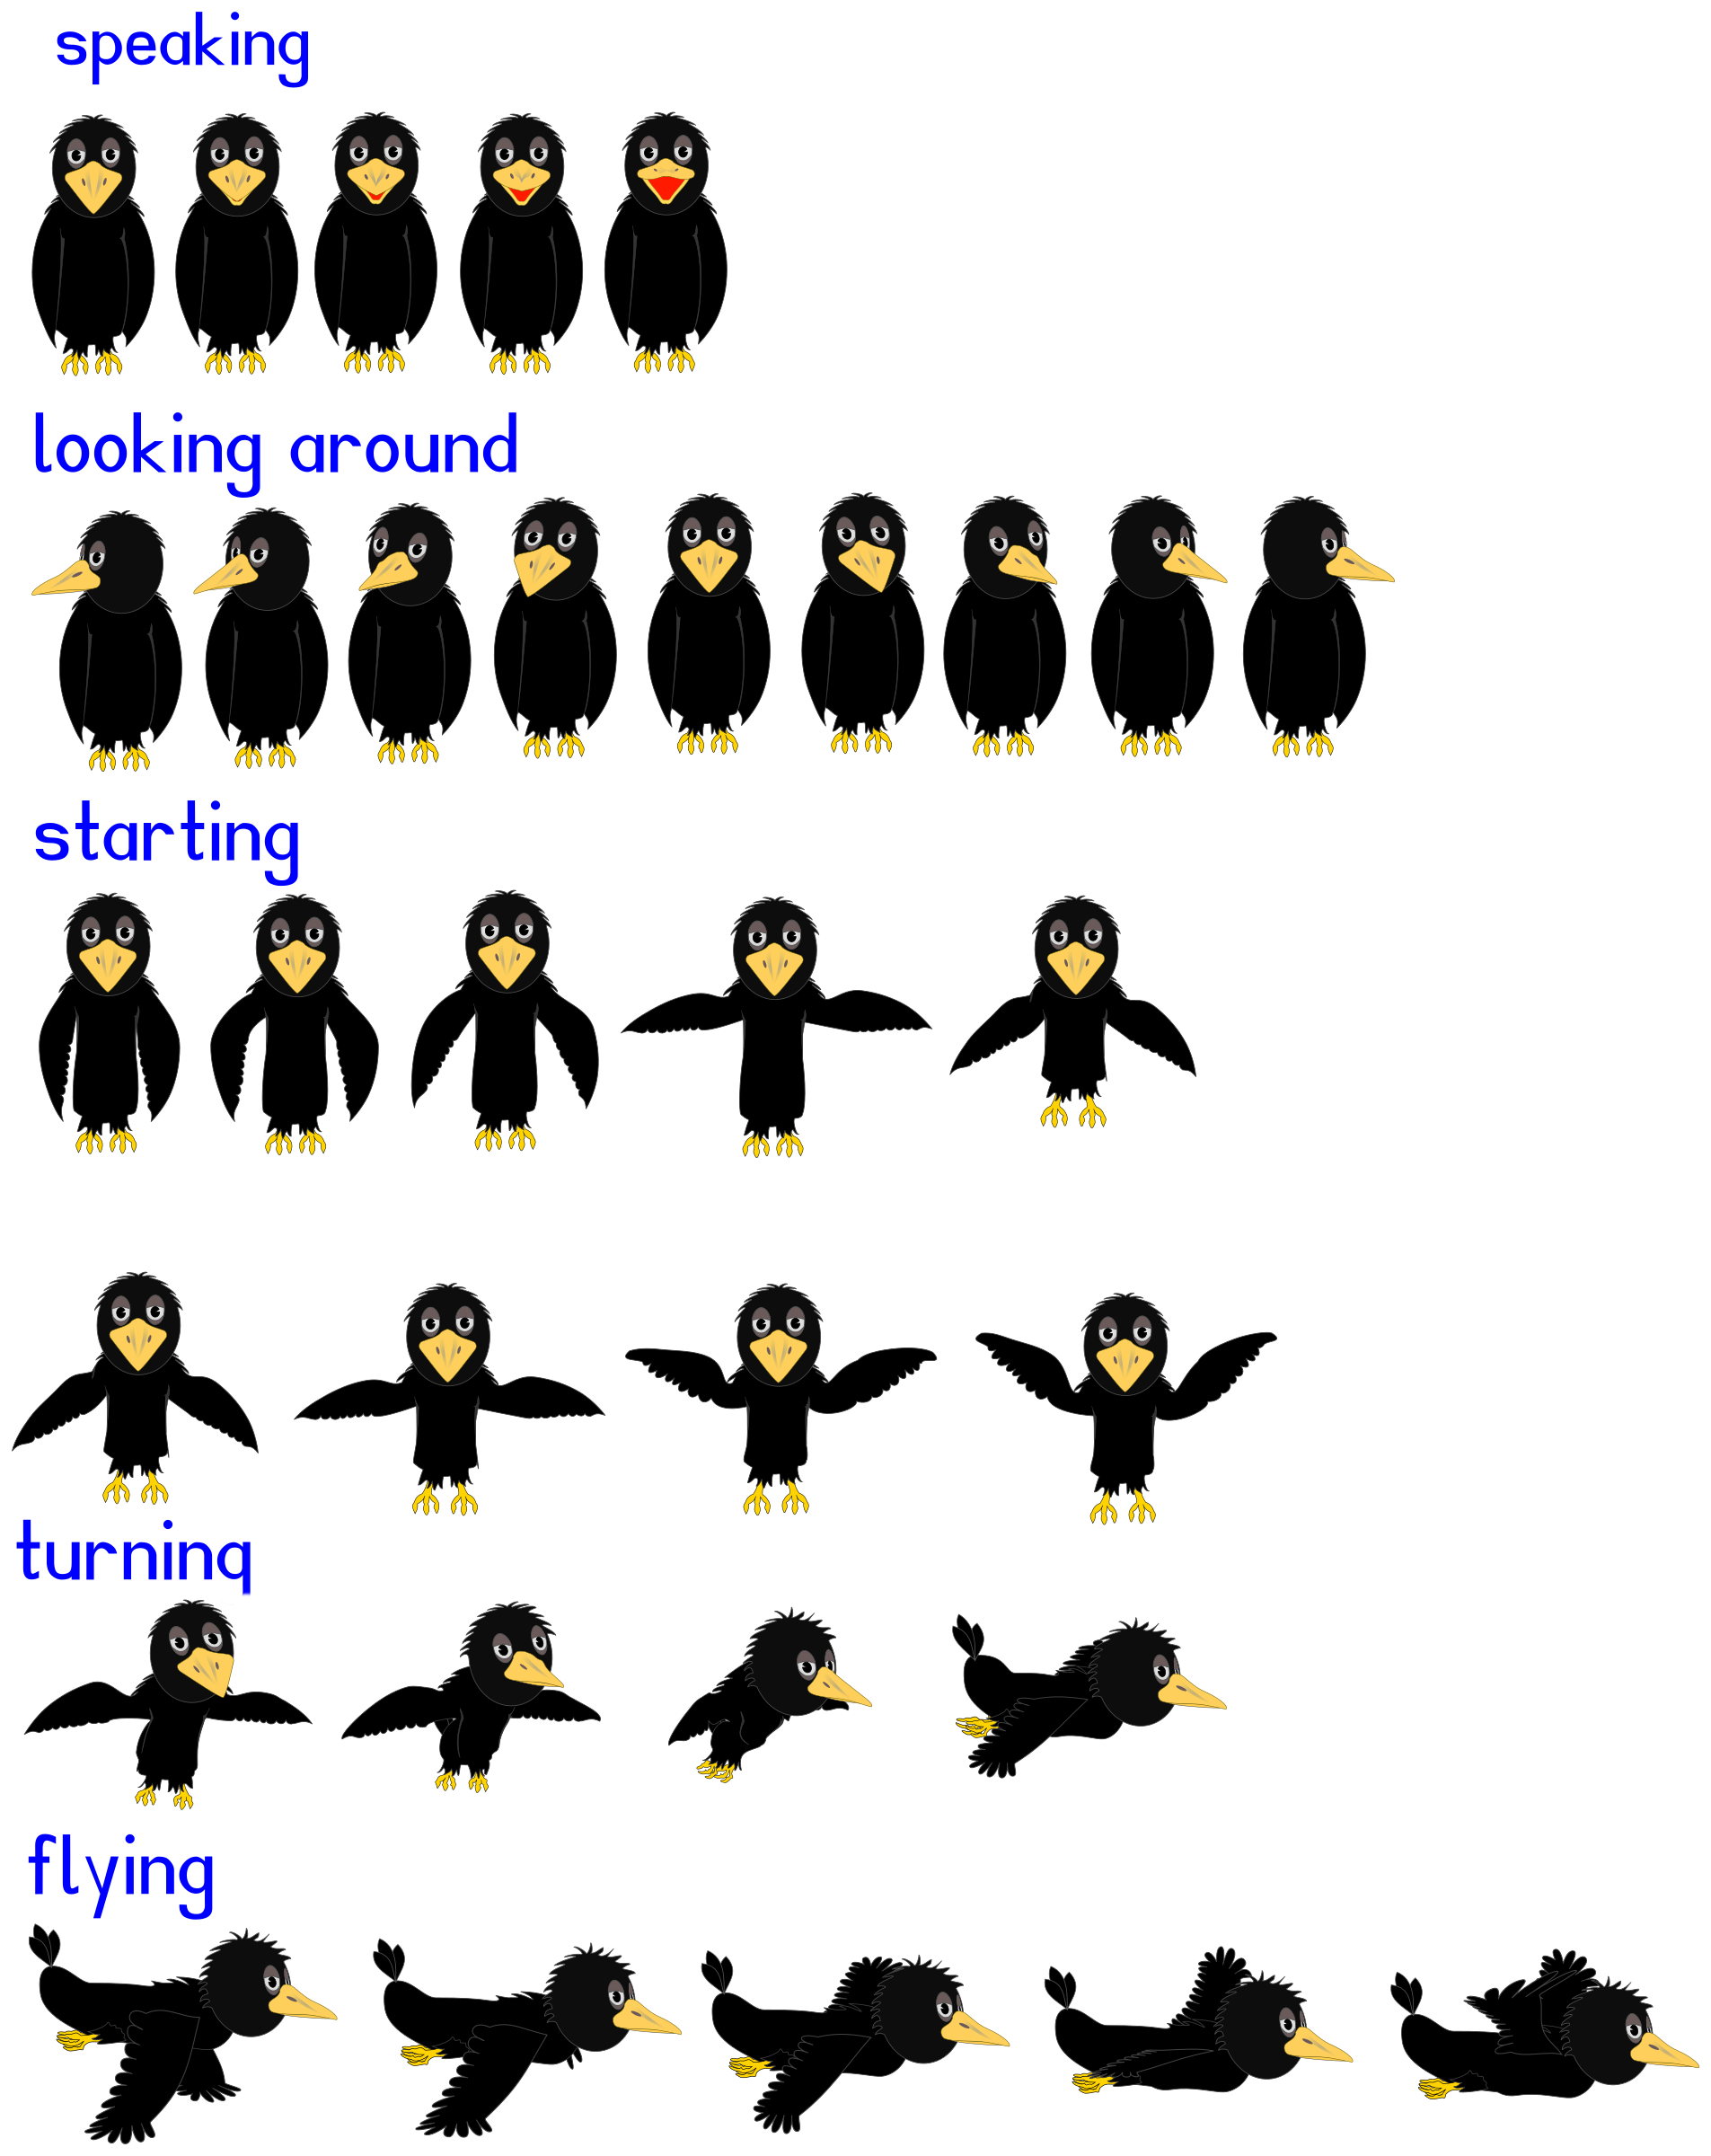 speaking
looking around
starting
turning
flying